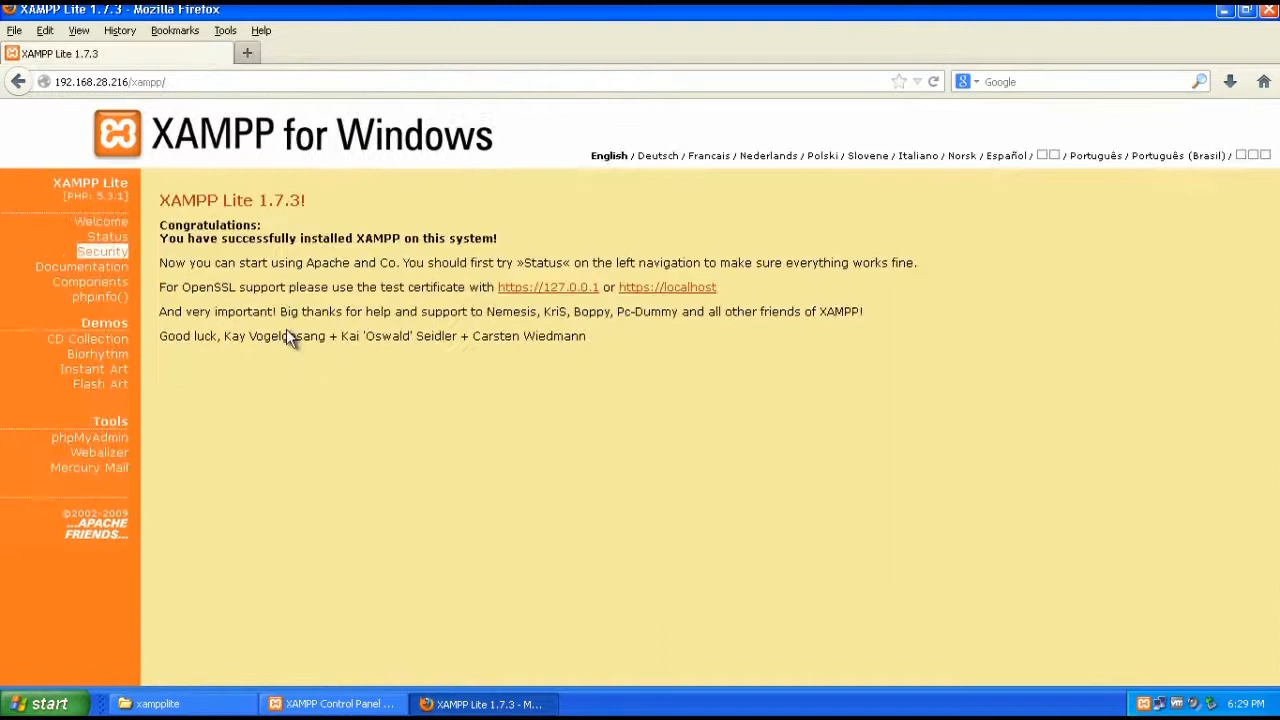 XAMPP Lite 1.7.3 - Mozilla Firefox
File Edit View History Bookmarks Tools Help
XAMPP Lite 1.7.3
192.168.28.216/xampp/
Google
XAMPP for Windows
English / Deutsch / Francais / Nederlands / Polski / Slovene / Italiano / Norsk / Español / □□ / Português / Português (Brasil) / □□□
XAMPP Lite
[PHP: 5.3.1]
Welcome
Status
Security
Documentation
Components
phpinfo()
Demos
CD Collection
Biorhythm
Instant Art
Flash Art
Tools
phpMyAdmin
Webalizer
Mercury Mail
©2002-2009
...APACHE
FRIENDS...
XAMPP Lite 1.7.3!
Congratulations:
You have successfully installed XAMPP on this system!
Now you can start using Apache and Co. You should first try »Status« on the left navigation to make sure everything works fine.
For OpenSSL support please use the test certificate with https://127.0.0.1 or https://localhost
And very important! Big thanks for help and support to Nemesis, KriS, Boppy, Pc-Dummy and all other friends of XAMPP!
Good luck, Kay Vogelgesang + Kai 'Oswald' Seidler + Carsten Wiedmann
start
xampplite
XAMPP Control Panel ...
XAMPP Lite 1.7.3 - M...
6:29 PM